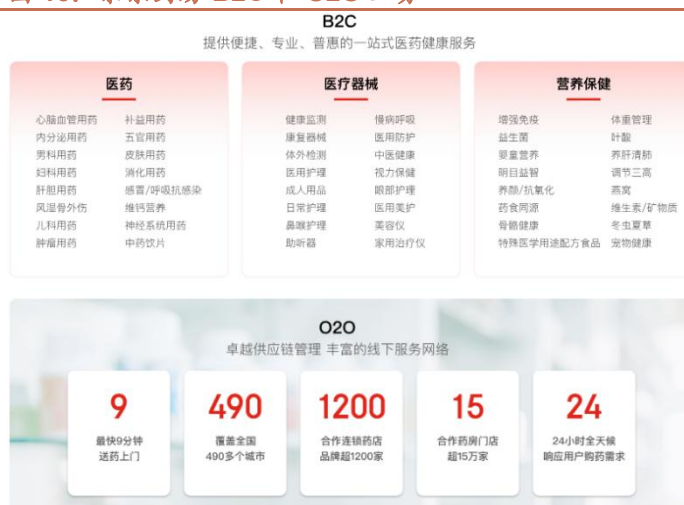 B2C
提供便捷、专业、普惠的一站式医药健康服务
医药
心脑血管用药 补益用药
内分泌用药 五官用药
男科用药 皮肤用药
妇科用药 消化用药
肝胆用药 感冒/呼吸抗感染
风湿骨外伤 维钙营养
儿科用药 神经系统用药
肿瘤用药 中药饮片
医疗器械
健康监测 慢病呼吸
康复器械 医用防护
体外检测 中医健康
医用护理 视力保健
成人用品 眼部护理
日常护理 医用美护
鼻喉护理 美容仪
助听器 家用治疗仪
营养保健
增强免疫 体重管理
益生菌 叶酸
婴童营养 养肝清肺
明目益智 调节三高
养颜/抗氧化 燕窝
药食同源 维生素/矿物质
骨骼健康 冬虫夏草
特殊医学用途配方食品 宠物健康
O2O
卓越供应链管理 丰富的线下服务网络
9
最快9分钟
送药上门
490
覆盖全国
490多个城市
1200
合作连锁药店
品牌超1200家
15
合作药房门店
超15万家
24
24小时全天候
响应用户购药需求